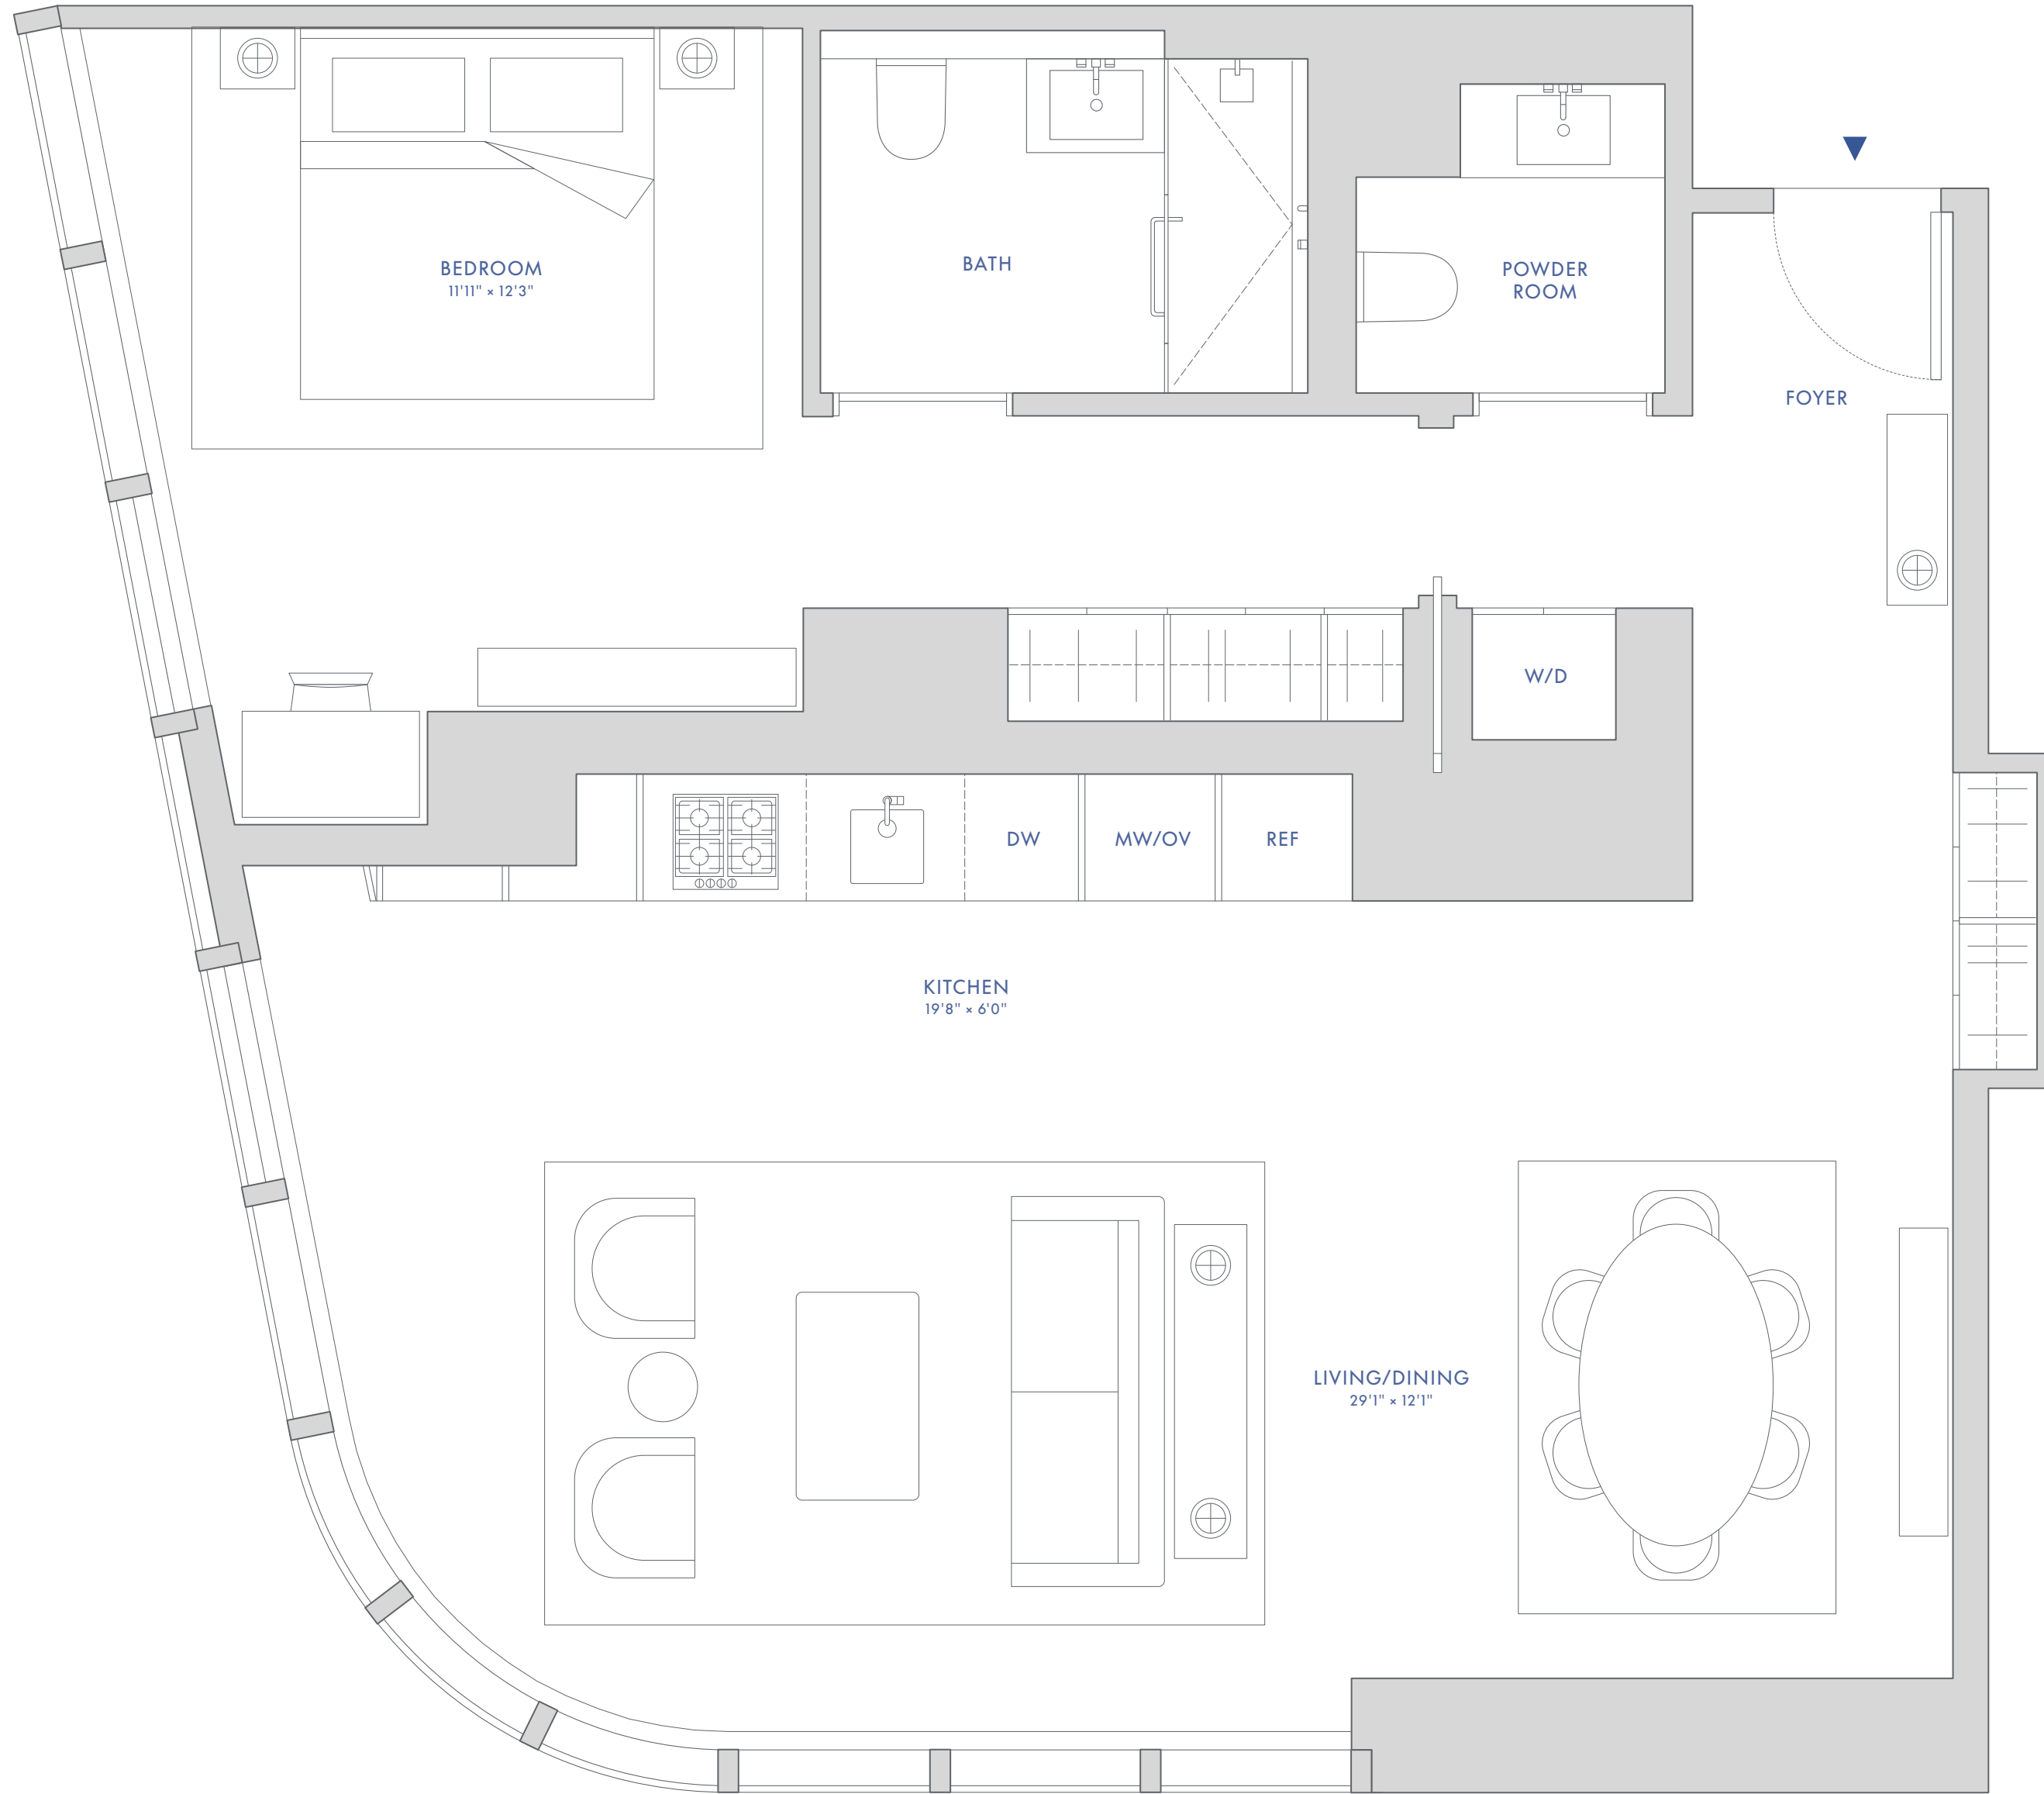 BEDROOM
11'11" × 12'3"
BATH
POWDER
ROOM
FOYER
W/D
DW
MW/OV
REF
KITCHEN
19'8" × 6'0"
LIVING/DINING
29'1" × 12'1"